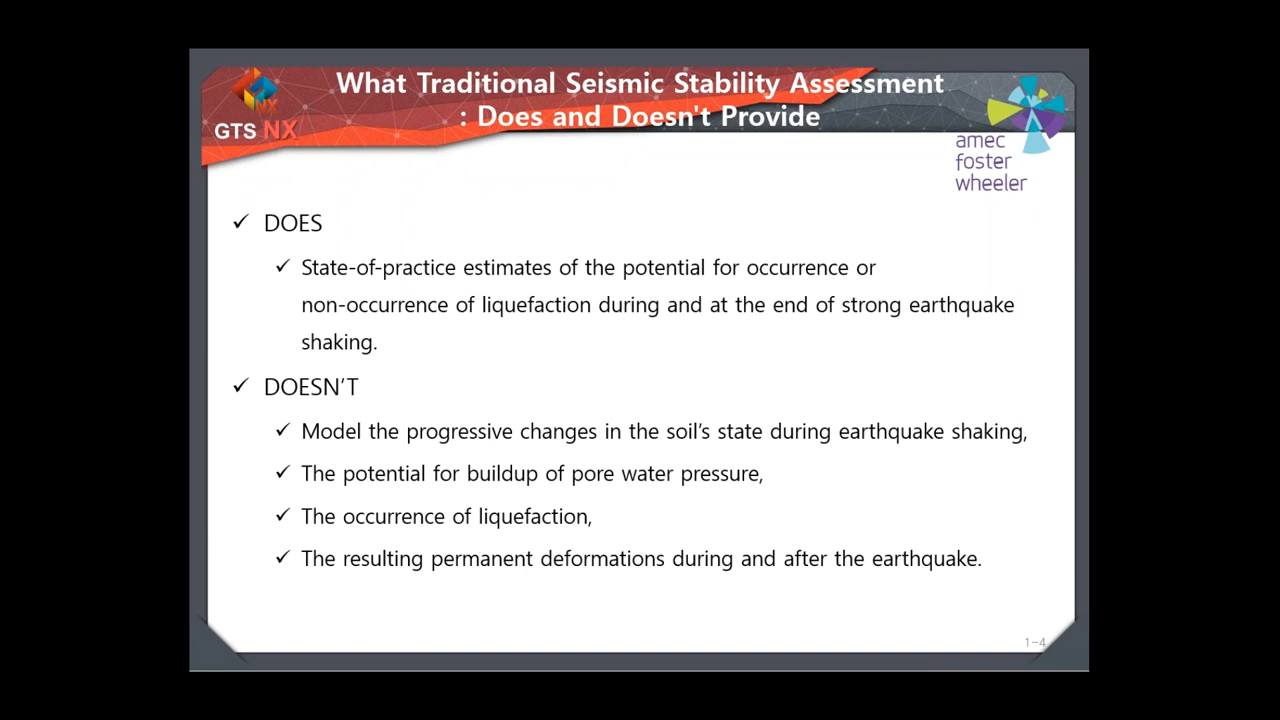 What Traditional Seismic Stability Assessment
: Does and Doesn't Provide
NX
GTS NX
amec
foster
wheeler
✓ DOES
✓ State-of-practice estimates of the potential for occurrence or
non-occurrence of liquefaction during and at the end of strong earthquake
shaking.
✓ DOESN’T
✓ Model the progressive changes in the soil’s state during earthquake shaking,
✓ The potential for buildup of pore water pressure,
✓ The occurrence of liquefaction,
✓ The resulting permanent deformations during and after the earthquake.
1-4